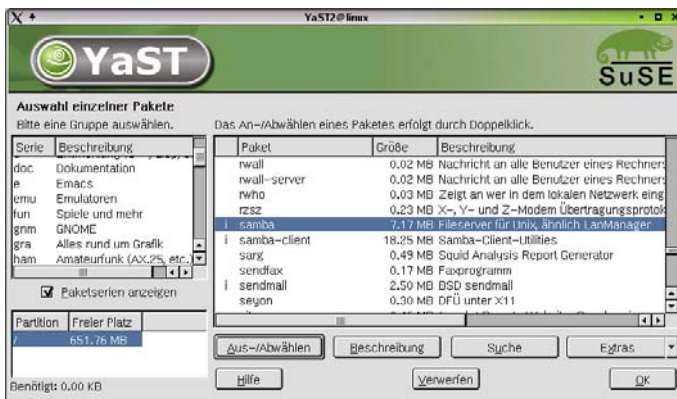 YaST2@linux
YaST
SuSE
Auswahl einzelner Pakete
Bitte eine Gruppe auswählen.
Serie Beschreibung
doc Dokumentation
e Emacs
emu Emulatoren
fun Spiele und mehr
gnm GNOME
gra Alles rund um Grafik
ham Amateurfunk (AX.25, etc.)
Paketserien anzeigen
Partition Freier Platz
/ 651.76 MB
Benötigt: 0.00 KB
Das An-/Abwählen eines Paketes erfolgt durch Doppelklick.
Paket Größe Beschreibung
rwall 0.02 MB Nachricht an alle Benutzer eines Rechners
rwall-server 0.02 MB Nachricht an alle Benutzer eines Rechners
rwho 0.03 MB Zeigt an wer in dem lokalen Netzwerk eing
rzsz 0.23 MB X-, Y- und Z-Modem Übertragungsprotok
i samba 7.17 MB Fileserver für Unix, ähnlich LanManager
i samba-client 18.25 MB Samba-Client-Utilities
sarg 0.49 MB Squid Analysis Report Generator
sendfax 0.17 MB Faxprogramm
i sendmail 2.50 MB BSD sendmail
seyon 0.30 MB DFÜ unter X11
Aus-/Abwählen Beschreibung Suche Extras
Hilfe Verwerfen OK